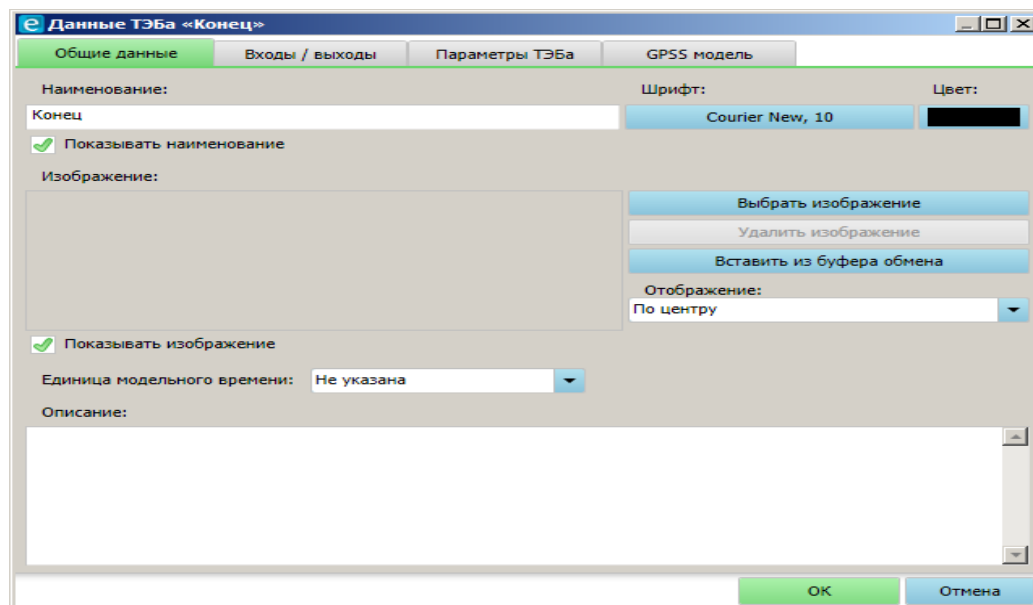 Данные ТЭБа «Конец»
Общие данные Входы / выходы Параметры ТЭБа GPSS модель
Наименование: Шрифт: Цвет:
Конец Courier New, 10
Показывать наименование
Изображение:
Выбрать изображение
Удалить изображение
Вставить из буфера обмена
Отображение:
По центру
Показывать изображение
Единица модельного времени: Не указана
Описание:
ОК Отмена